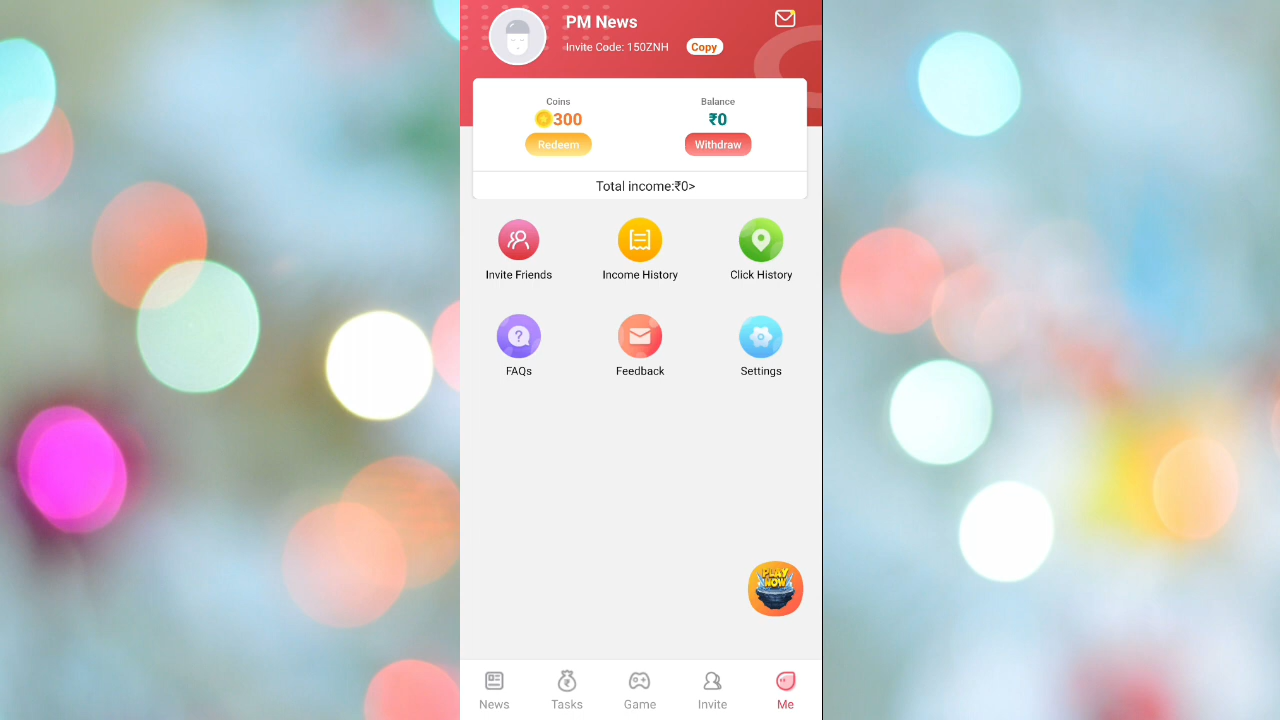 PM News
Invite Code: 150ZNH
Copy
Coins
Balance
300
₹0
Redeem
Withdraw
Total income:₹0>
Invite Friends
Income History
Click History
FAQs
Feedback
Settings
PLAY
NOW
News
Tasks
Game
Invite
Me